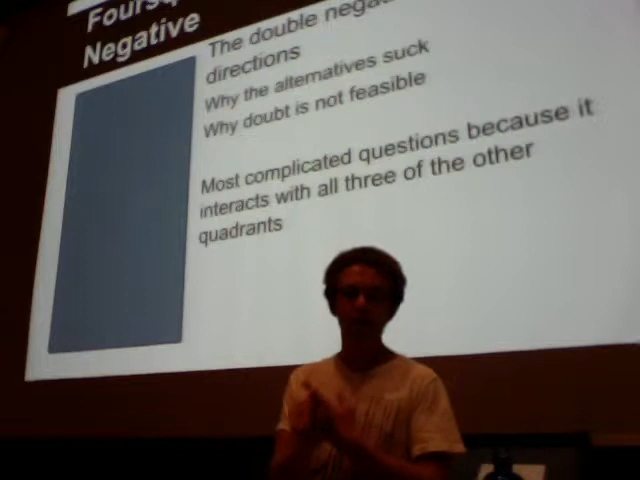 Negative
The double
directions
Why the alternatives suck
Why doubt is not feasible
Most complicated questions because it
interacts with all three of the other
quadrants